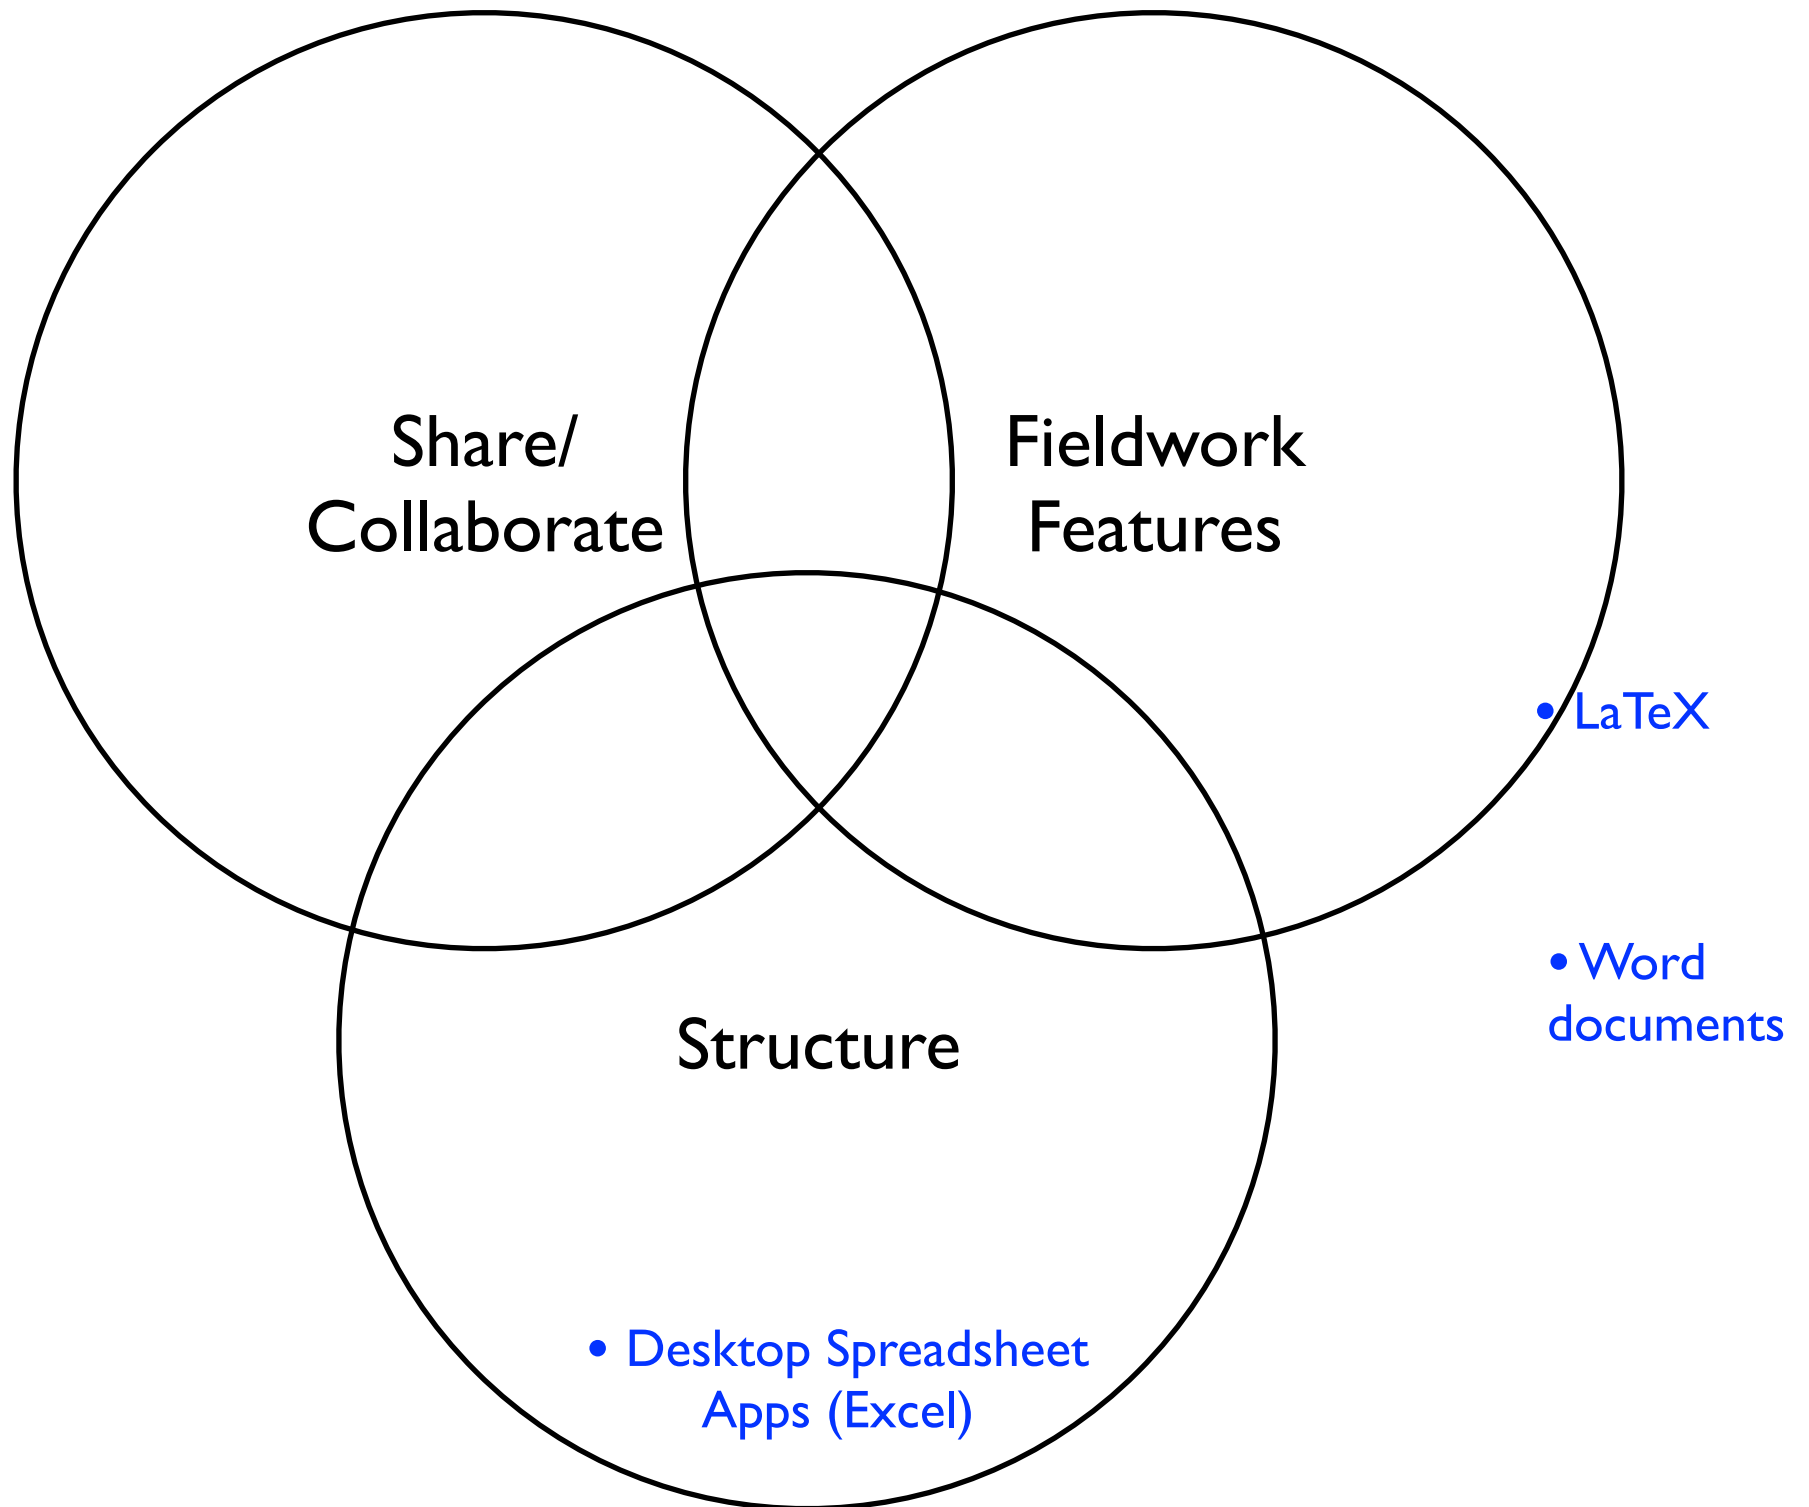 Share/
Collaborate
Fieldwork
Features
• LaTeX
• Word
documents
Structure
• Desktop Spreadsheet
Apps (Excel)